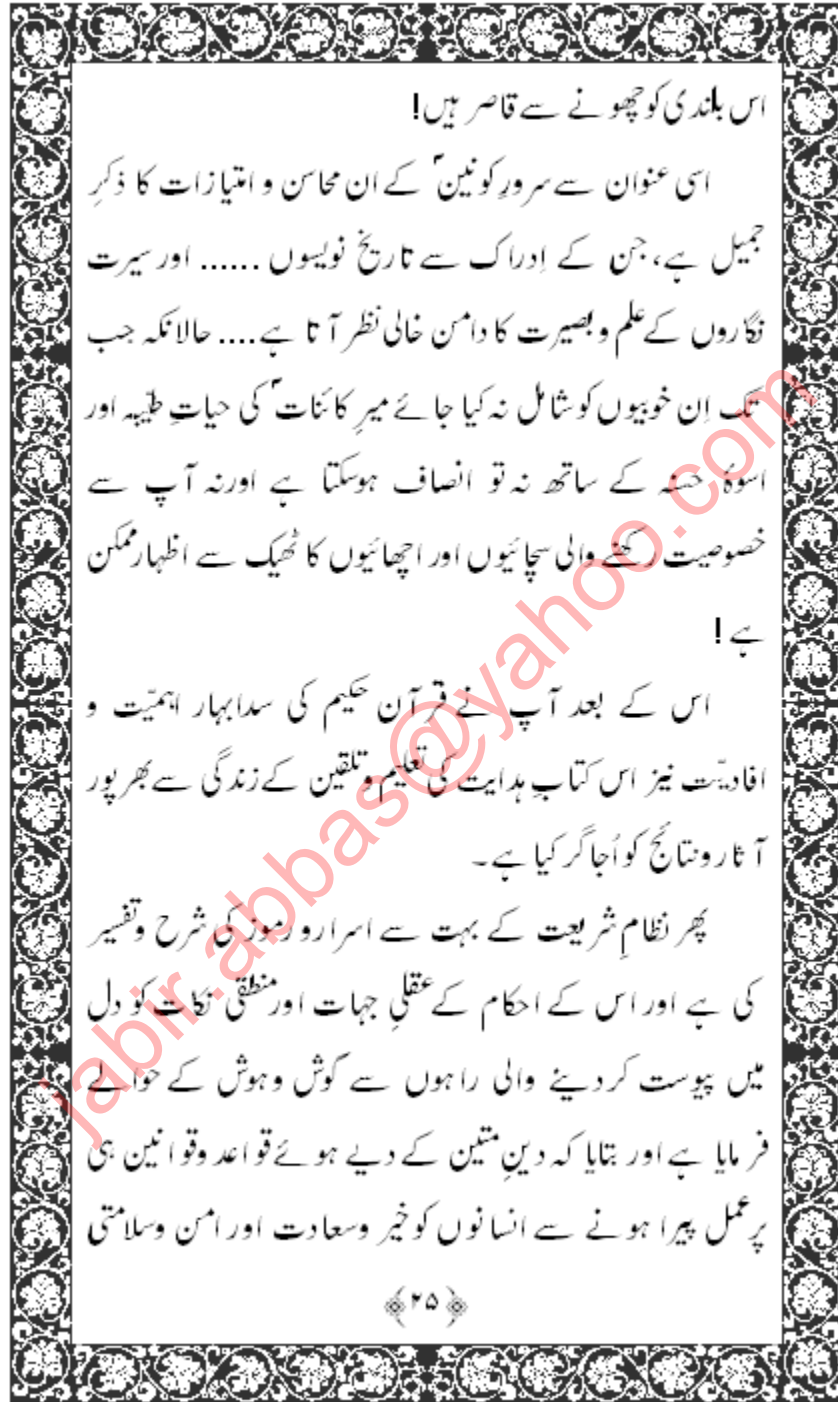 اس بلندی کو چھونے سے قاصر ہیں!
اسی عنوان سے سرورِ کونینؐ کے ان محاسن و امتیازات کا ذکرِ
جمیل ہے، جن کے اِدراک سے تاریخ نویسوں ...... اور سیرت
نگاروں کے علم و بصیرت کا دامن خالی نظر آتا ہے.... حالانکہ جب
تک اِن خوبیوں کو شامل نہ کیا جائے میرِ کائناتؐ کی حیاتِ طیّبہ اور
اسوۂ حسنہ کے ساتھ نہ تو انصاف ہوسکتا ہے اورنہ آپ سے
خصوصیت رکھنے والی سچائیوں اور اچھائیوں کا ٹھیک سے اظہار ممکن
ہے!
اس کے بعد آپ نے قرآن حکیم کی سدابہار اہمیّت و
افادیّت نیز اس کتابِ ہدایت کی تعلیم و تلقین کے زندگی سے بھرپور
آثار و نتائج کو اُجاگر کیا ہے۔
پھر نظامِ شریعت کے بہت سے اسرار و رموز کی شرح و تفسیر
کی ہے اور اس کے احکام کے عقلیِ جہات اور منطقی نکات کو دل
میں پیوست کردینے والی راہوں سے گوش و ہوش کے حوالے
فرمایا ہے اور بتایا کہ دینِ متین کے دیے ہوئے قواعد وقوانین ہی
پر عمل پیرا ہونے سے انسانوں کو خیر وسعادت اور امن وسلامتی
﴿۲۵﴾
jabir.abbas@yahoo.com